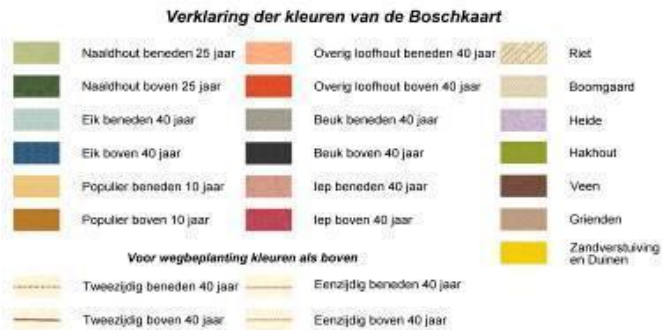 Verklaring der kleuren van de Boschkaart
Naaldhout beneden 25 jaar
Naaldhout boven 25 jaar
Eik beneden 40 jaar
Eik boven 40 jaar
Populier beneden 10 jaar
Populier boven 10 jaar
Overig loofhout beneden 40 jaar
Overig loofhout boven 40 jaar
Beuk beneden 40 jaar
Beuk boven 40 jaar
Iep beneden 40 jaar
Iep boven 40 jaar
Riet
Boomgaard
Heide
Hakhout
Veen
Grienden
Zandverstuiving
en Duinen
Voor wegbeplanting kleuren als boven
Tweezijdig beneden 40 jaar
Tweezijdig boven 40 jaar
Eenzijdig beneden 40 jaar
Eenzijdig boven 40 jaar